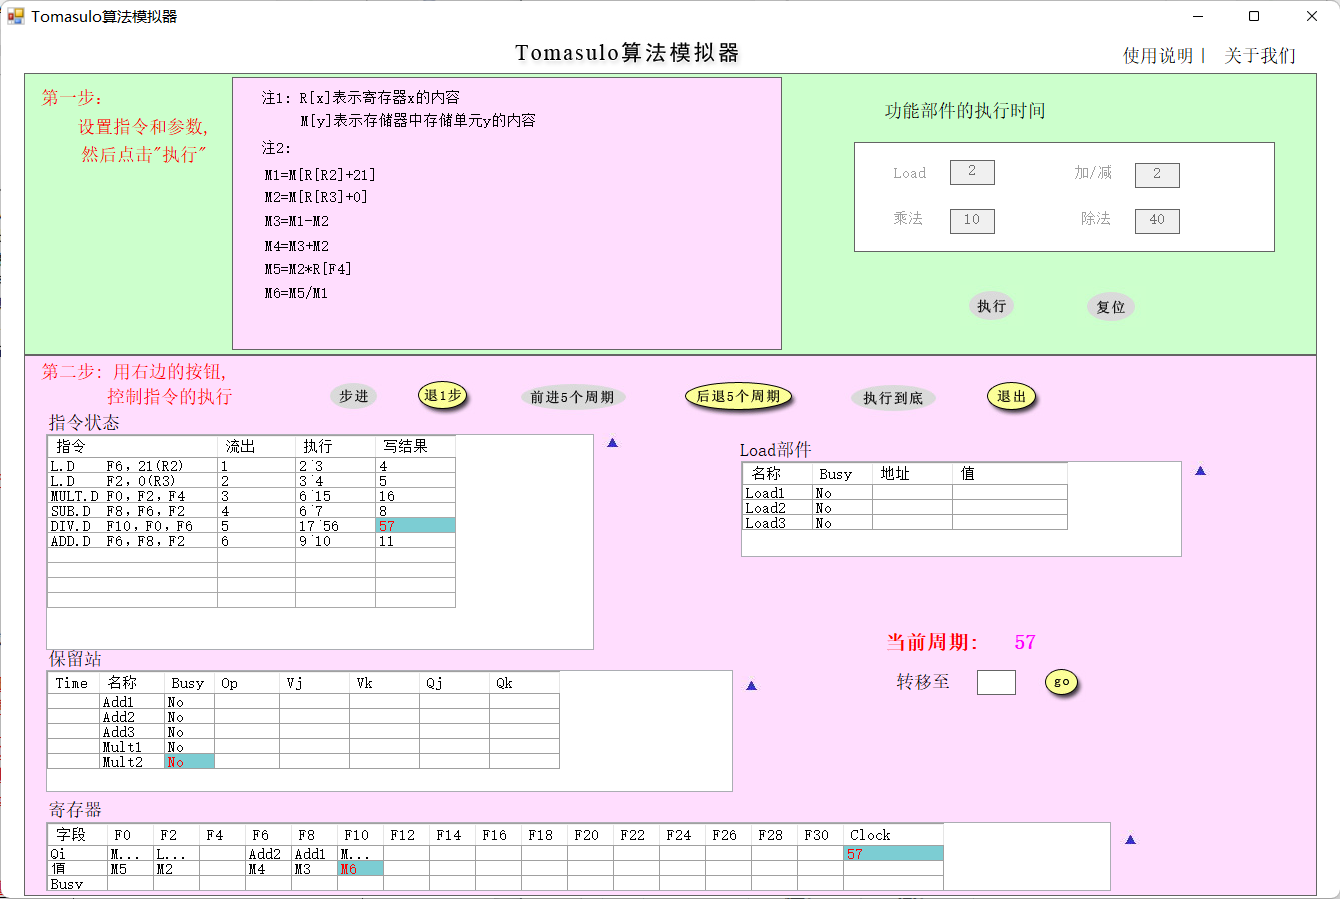 Tomasulo算法模拟器
Tomasulo算法模拟器
使用说明 | 关于我们
第一步:
设置指令和参数,
然后点击"执行"
注1: R[x]表示寄存器x的内容
M[y]表示存储器中存储单元y的内容
注2:
M1=M[R[R2]+21]
M2=M[R[R3]+0]
M3=M1-M2
M4=M3+M2
M5=M2*R[F4]
M6=M5/M1
功能部件的执行时间
Load 2 加/减 2
乘法 10 除法 40
执行 复位
第二步: 用右边的按钮,
控制指令的执行
步进 退1步 前进5个周期 后退5个周期 执行到底 退出
指令状态
指令 流出 执行 写结果
L.D F6, 21(R2) 1 2~3 4
L.D F2, 0(R3) 2 3~4 5
MULT.D F0, F2, F4 3 6~15 16
SUB.D F8, F6, F2 4 6~7 8
DIV.D F10, F0, F6 5 17~56 57
ADD.D F6, F8, F2 6 9~10 11
Load部件
名称 Busy 地址 值
Load1 No
Load2 No
Load3 No
当前周期: 57
转移至 go
保留站
Time 名称 Busy Op Vj Vk Qj Qk
Add1 No
Add2 No
Add3 No
Mult1 No
Mult2 No
寄存器
字段 F0 F2 F4 F6 F8 F10 F12 F14 F16 F18 F20 F22 F24 F26 F28 F30 Clock
Qi M... L... Add2 Add1 M... 57
值 M5 M2 M4 M3 M6
Busy